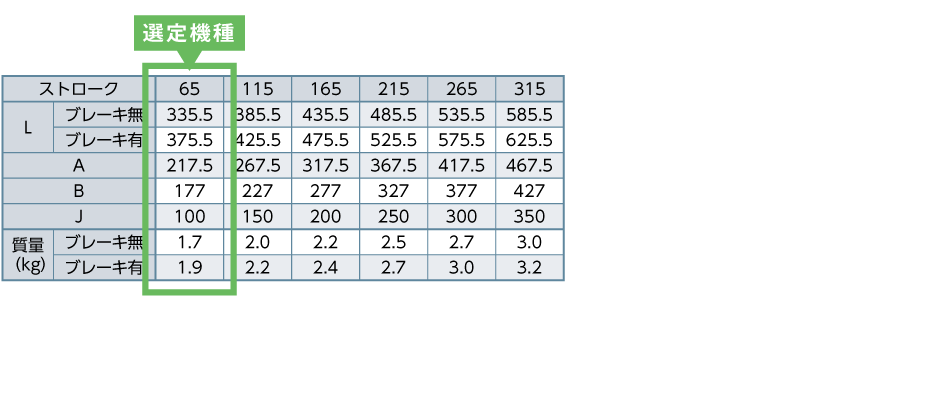 選定機種
ストローク 65 115 165 215 265 315
L ブレーキ無 335.5 385.5 435.5 485.5 535.5 585.5
ブレーキ有 375.5 425.5 475.5 525.5 575.5 625.5
A 217.5 267.5 317.5 367.5 417.5 467.5
B 177 227 277 327 377 427
J 100 150 200 250 300 350
質量 (kg) ブレーキ無 1.7 2.0 2.2 2.5 2.7 3.0
ブレーキ有 1.9 2.2 2.4 2.7 3.0 3.2